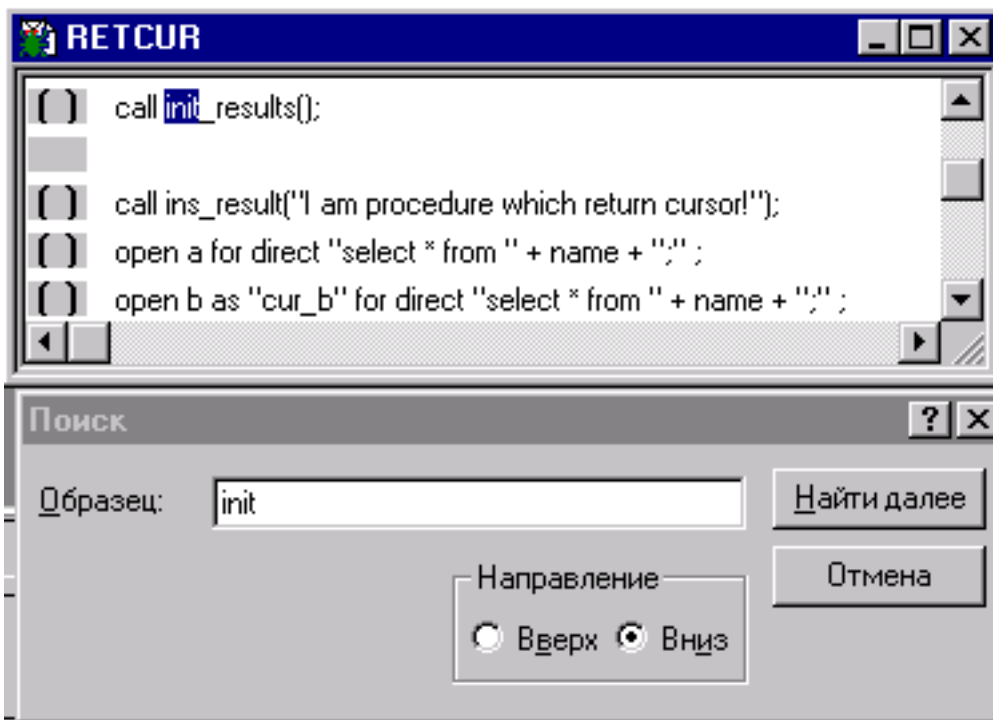 RETCUR
( ) call init_results();
( ) call ins_result("I am procedure which return cursor!");
( ) open a for direct "select * from " + name + ";" ;
( ) open b as "cur_b" for direct "select * from " + name + ";" ;
Поиск
Образец: init Найти далее
Направление Отмена
Вверх Вниз